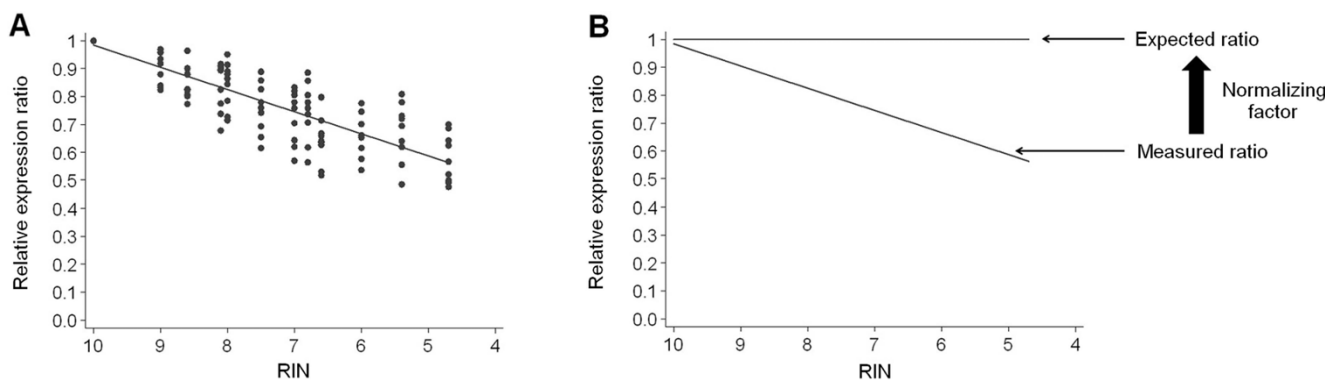 A
Relative expression ratio
1
0.9
0.8
0.7
0.6
0.5
0.4
0.3
0.2
0.1
0.0
10 9 8 7 6 5 4
RIN
B
Relative expression ratio
1
0.9
0.8
0.7
0.6
0.5
0.4
0.3
0.2
0.1
0.0
10 9 8 7 6 5 4
RIN
Expected ratio
Normalizing
factor
Measured ratio